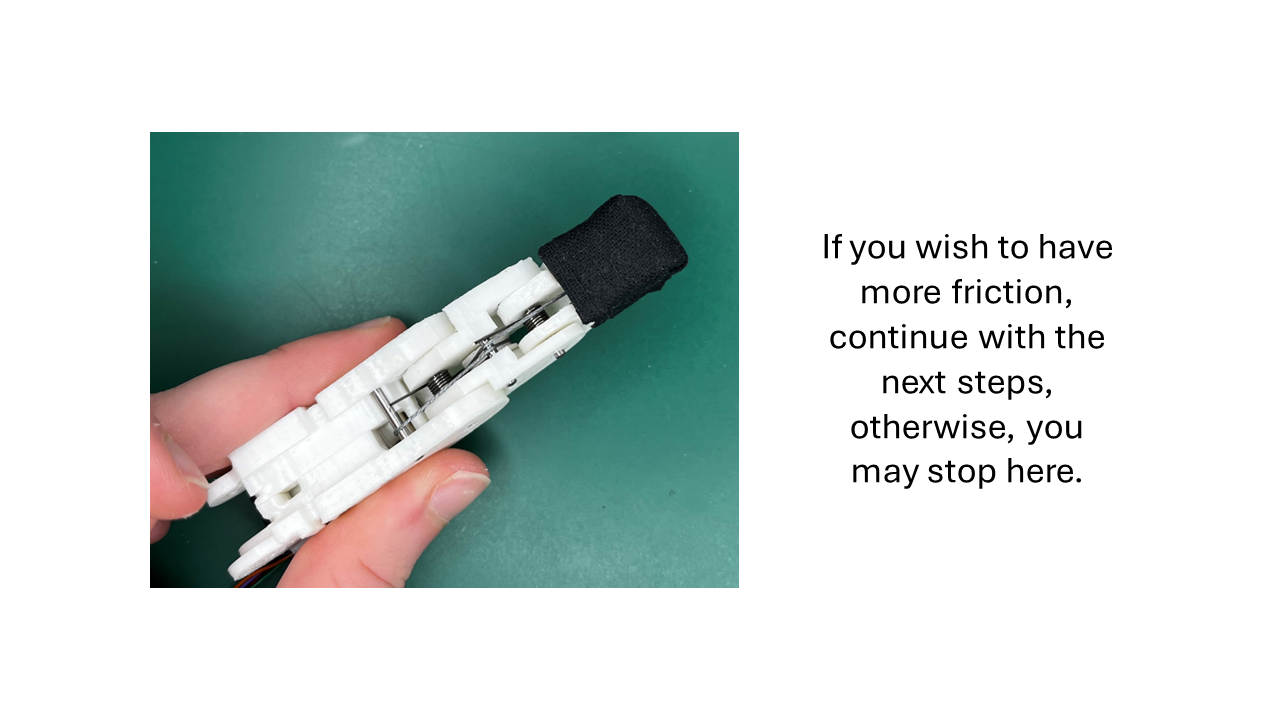 If you wish to have
more friction,
continue with the
next steps,
otherwise, you
may stop here.